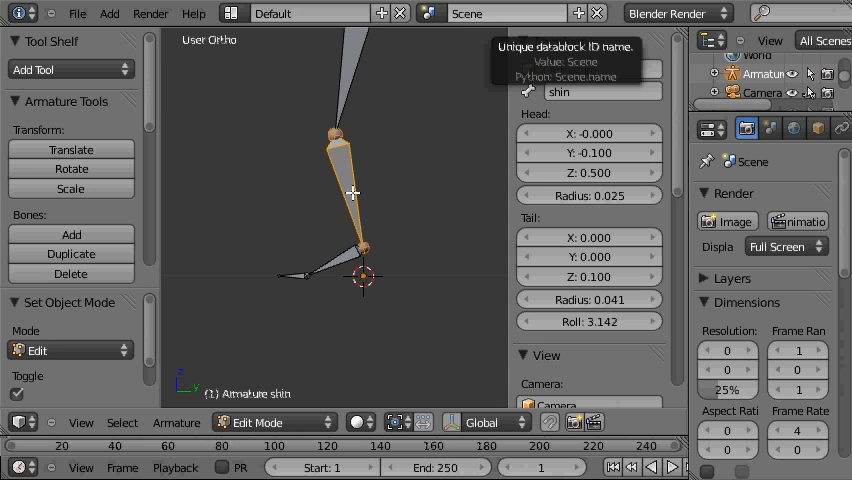 File Add Render Help Default Scene Blender Render
Tool Shelf
Add Tool
Armature Tools
Transform:
Translate
Rotate
Scale
Bones:
Add
Duplicate
Delete
Set Object Mode
Mode
Edit
Toggle
User Ortho
z
y
(1) Armature shin
Unique datablock ID name.
Value: Scene
Python: Scene.name
shin
Head:
X: -0.000
Y: -0.100
Z: 0.500
Radius: 0.025
Tail:
X: 0.000
Y: 0.000
Z: 0.100
Radius: 0.041
Roll: 3.142
View
Camera:
Camera
View All Scenes
World
Armatur
Camera
Scene
Render
Image nimatio
Displa Full Screen
Layers
Dimensions
Resolution: Frame Ran
0 1
0 0
25% 1
Aspect Rati Frame Rate
0 4
0 0
View Select Armature Edit Mode Global
20 40 60 80 100 120 140 160 180 200 220 240
View Frame Playback PR Start: 1 End: 250 1